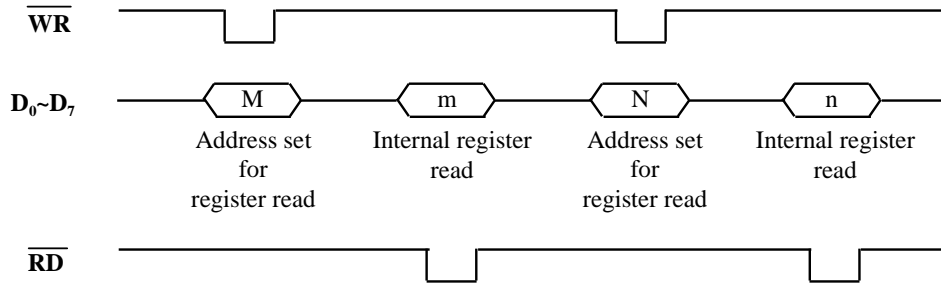 WR
D₀~D₇
M
m
N
n
Address set
for
register read
Internal register
read
Address set
for
register read
Internal register
read
RD